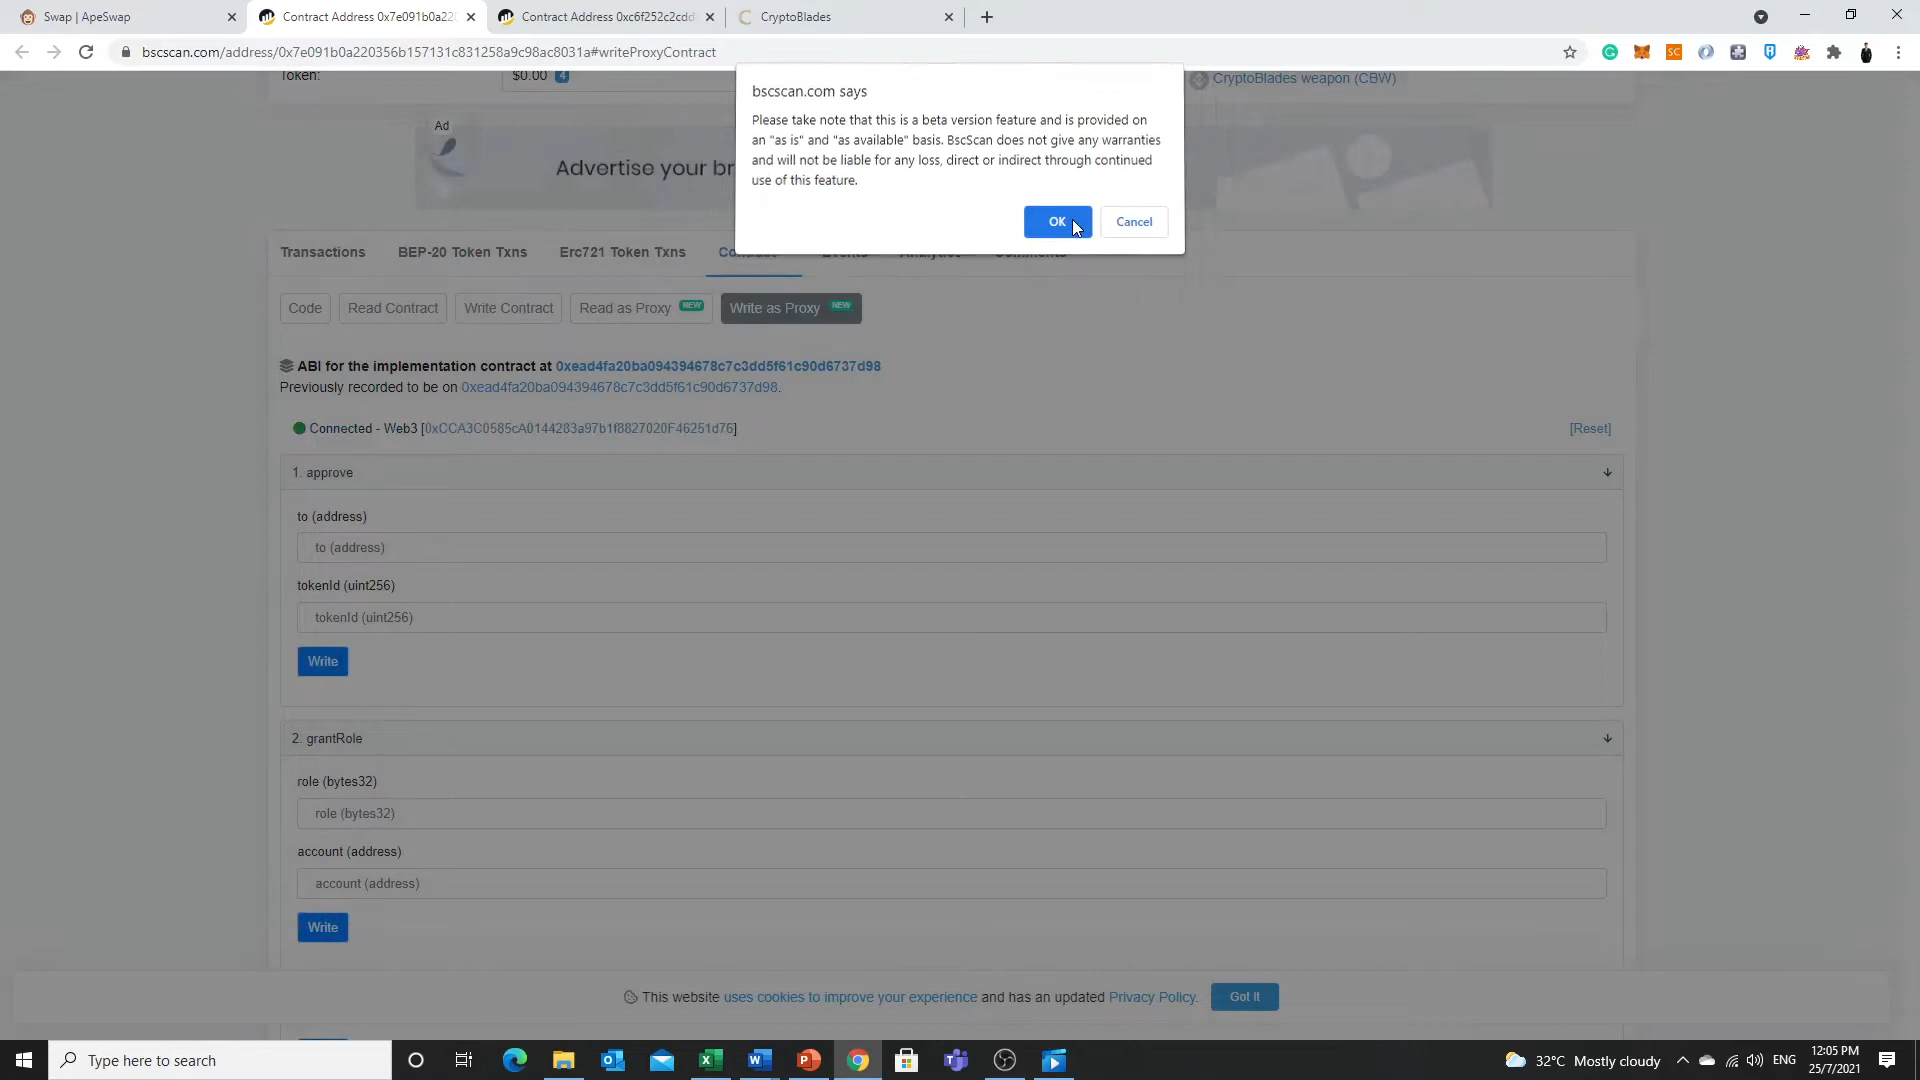 Swap | ApeSwap
Contract Address 0x7e091b0a220
Contract Address 0xc6f252c2cdd
CryptoBlades
bscscan.com/address/0x7e091b0a220356b157131c831258a9c98ac8031a#writeProxyContract
Token:
$0.00 4
CryptoBlades weapon (CBW)
bscscan.com says
Please take note that this is a beta version feature and is provided on
an "as is" and "as available" basis. BscScan does not give any warranties
and will not be liable for any loss, direct or indirect through continued
use of this feature.
OK
Cancel
Ad
Advertise your
Transactions
BEP-20 Token Txns
Erc721 Token Txns
Contract
Events
Analytics
Comments
Code
Read Contract
Write Contract
Read as Proxy NEW
Write as Proxy NEW
ABI for the implementation contract at 0xead4fa20ba094394678c7c3dd5f61c90d6737d98
Previously recorded to be on 0xead4fa20ba094394678c7c3dd5f61c90d6737d98.
Connected - Web3 [0xCCA3C0585cA0144283a97b1f8827020F46251d76]
[Reset]
1. approve
to (address)
to (address)
tokenId (uint256)
tokenId (uint256)
Write
2. grantRole
role (bytes32)
role (bytes32)
account (address)
account (address)
Write
This website uses cookies to improve your experience and has an updated Privacy Policy.
Got It
Type here to search
32°C Mostly cloudy
ENG
12:05 PM
25/7/2021